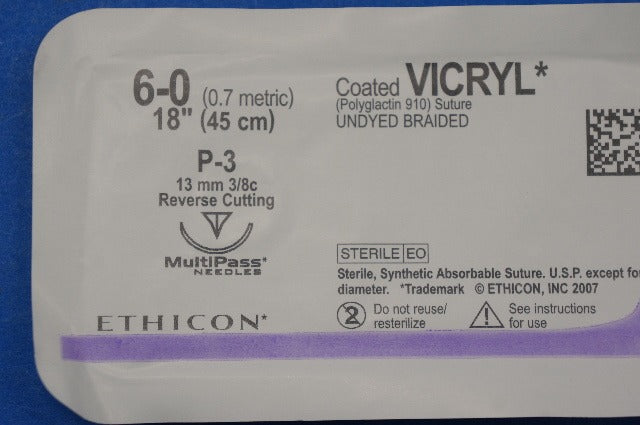 6-0 (0.7 metric)
18" (45 cm)
P-3
13 mm 3/8c
Reverse Cutting
MultiPass*
NEEDLES
ETHICON*
Coated VICRYL*
(Polyglactin 910) Suture
UNDYED BRAIDED
STERILE EO
Sterile, Synthetic Absorbable Suture. U.S.P. except for
diameter. *Trademark © ETHICON, INC 2007
2 Do not reuse/
resterilize
See instructions
for use